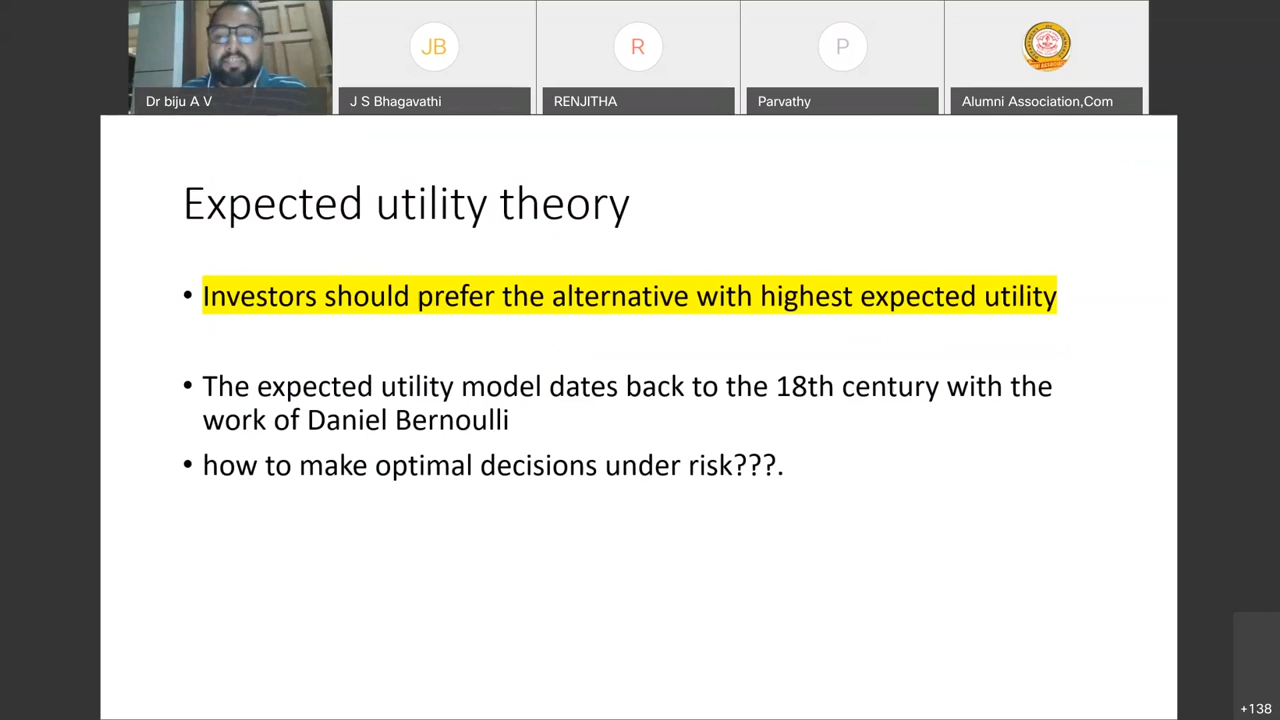 JB
R
P
Dr biju A V
J S Bhagavathi
RENJITHA
Parvathy
Alumni Association,Com
Expected utility theory
• Investors should prefer the alternative with highest expected utility
• The expected utility model dates back to the 18th century with the
work of Daniel Bernoulli
• how to make optimal decisions under risk???.
+138